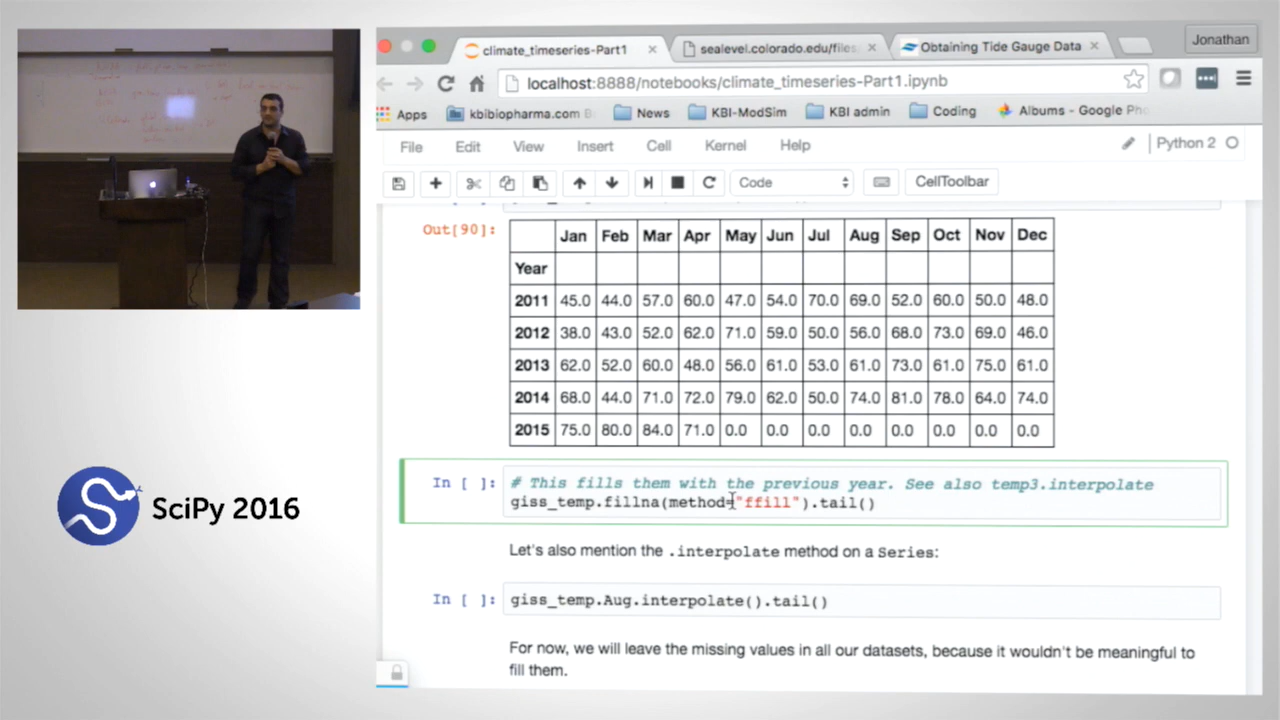 climate_timeseries-Part1
sealevel.colorado.edu/files
Obtaining Tide Gauge Data
Jonathan
localhost:8888/notebooks/climate_timeseries-Part1.ipynb
Apps kbibiopharma.com News KBI-ModSim KBI admin Coding Albums - Google Pho
File Edit View Insert Cell Kernel Help Python 2
Code CellToolbar
Out[90]:
Jan Feb Mar Apr May Jun Jul Aug Sep Oct Nov Dec
Year
2011 45.0 44.0 57.0 60.0 47.0 54.0 70.0 69.0 52.0 60.0 50.0 48.0
2012 38.0 43.0 52.0 62.0 71.0 59.0 50.0 56.0 68.0 73.0 69.0 46.0
2013 62.0 52.0 60.0 48.0 56.0 61.0 53.0 61.0 73.0 61.0 75.0 61.0
2014 68.0 44.0 71.0 72.0 79.0 62.0 50.0 74.0 81.0 78.0 64.0 74.0
2015 75.0 80.0 84.0 71.0 0.0 0.0 0.0 0.0 0.0 0.0 0.0 0.0
In [ ]: # This fills them with the previous year. See also temp3.interpolate
giss_temp.fillna(method="ffill").tail()
Let's also mention the .interpolate method on a Series:
In [ ]: giss_temp.Aug.interpolate().tail()
For now, we will leave the missing values in all our datasets, because it wouldn't be meaningful to
fill them.
SciPy 2016